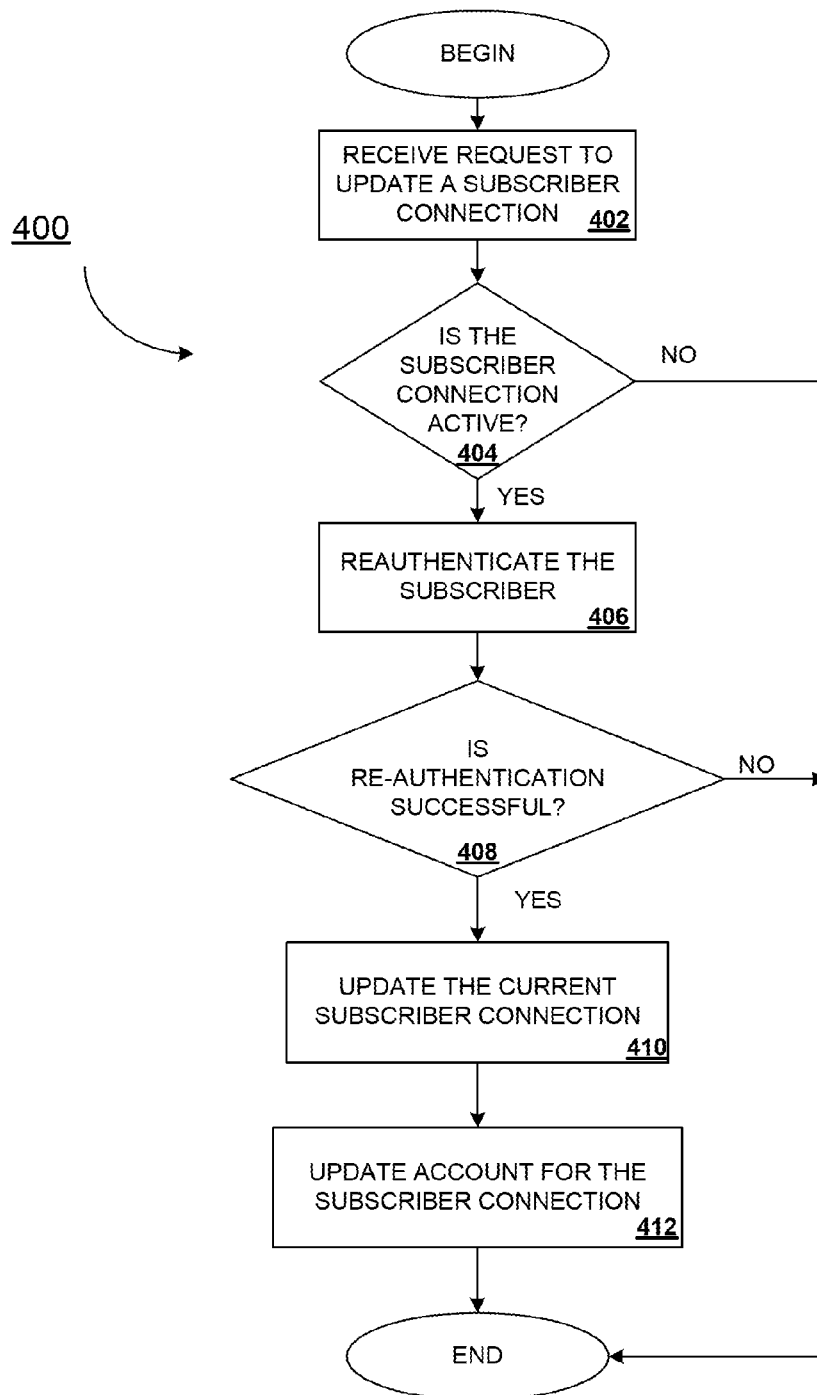 BEGIN
RECEIVE REQUEST TO
UPDATE A SUBSCRIBER
CONNECTION
402
400
IS THE
SUBSCRIBER
CONNECTION
ACTIVE?
404
NO
YES
REAUTHENTICATE THE
SUBSCRIBER
406
IS
RE-AUTHENTICATION
SUCCESSFUL?
408
NO
YES
UPDATE THE CURRENT
SUBSCRIBER CONNECTION
410
UPDATE ACCOUNT FOR THE
SUBSCRIBER CONNECTION
412
END